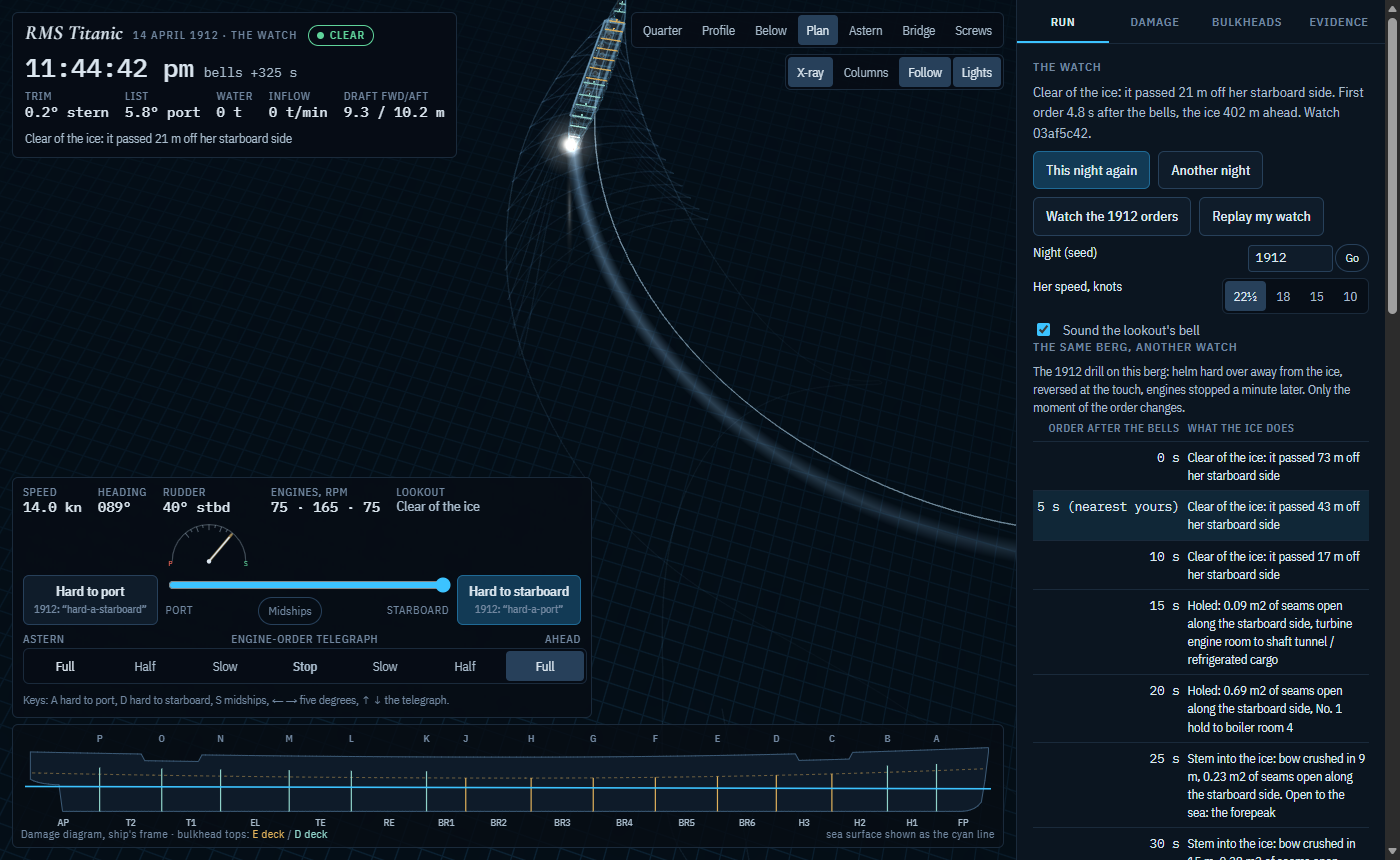 RMS Titanic 14 APRIL 1912 · THE WATCH CLEAR
11:44:42 pm bells +325 s
TRIM LIST WATER INFLOW DRAFT FWD/AFT
0.2° stern 5.8° port 0 t 0 t/min 9.3 / 10.2 m
Clear of the ice: it passed 21 m off her starboard side
Quarter Profile Below Plan Astern Bridge Screws
X-ray Columns Follow Lights
SPEED HEADING RUDDER ENGINES, RPM LOOKOUT
14.0 kn 089° 40° stbd 75 · 165 · 75 Clear of the ice
P S
Hard to port
1912: “hard-a-starboard”
PORT Midships STARBOARD
Hard to starboard
1912: “hard-a-port”
ASTERN ENGINE-ORDER TELEGRAPH AHEAD
Full Half Slow Stop Slow Half Full
Keys: A hard to port, D hard to starboard, S midships, ← → five degrees, ↑ ↓ the telegraph.
P O N M L K J H G F E D C B A
AP T2 T1 EL TE RE BR1 BR2 BR3 BR4 BR5 BR6 H3 H2 H1 FP
Damage diagram, ship's frame · bulkhead tops: E deck / D deck
sea surface shown as the cyan line
RUN DAMAGE BULKHEADS EVIDENCE
THE WATCH
Clear of the ice: it passed 21 m off her starboard side. First
order 4.8 s after the bells, the ice 402 m ahead. Watch
03af5c42.
This night again Another night
Watch the 1912 orders Replay my watch
Night (seed) 1912 Go
Her speed, knots 22½ 18 15 10
Sound the lookout's bell
THE SAME BERG, ANOTHER WATCH
The 1912 drill on this berg: helm hard over away from the ice,
reversed at the touch, engines stopped a minute later. Only the
moment of the order changes.
ORDER AFTER THE BELLS WHAT THE ICE DOES
0 s Clear of the ice: it passed 73 m off
her starboard side
5 s (nearest yours) Clear of the ice: it passed 43 m off
her starboard side
10 s Clear of the ice: it passed 17 m off
her starboard side
15 s Holed: 0.09 m2 of seams open
along the starboard side, turbine
engine room to shaft tunnel /
refrigerated cargo
20 s Holed: 0.69 m2 of seams open
along the starboard side, No. 1
hold to boiler room 4
25 s Stem into the ice: bow crushed in 9
m, 0.23 m2 of seams open along
the starboard side. Open to the
sea: the forepeak
30 s Stem into the ice: bow crushed in